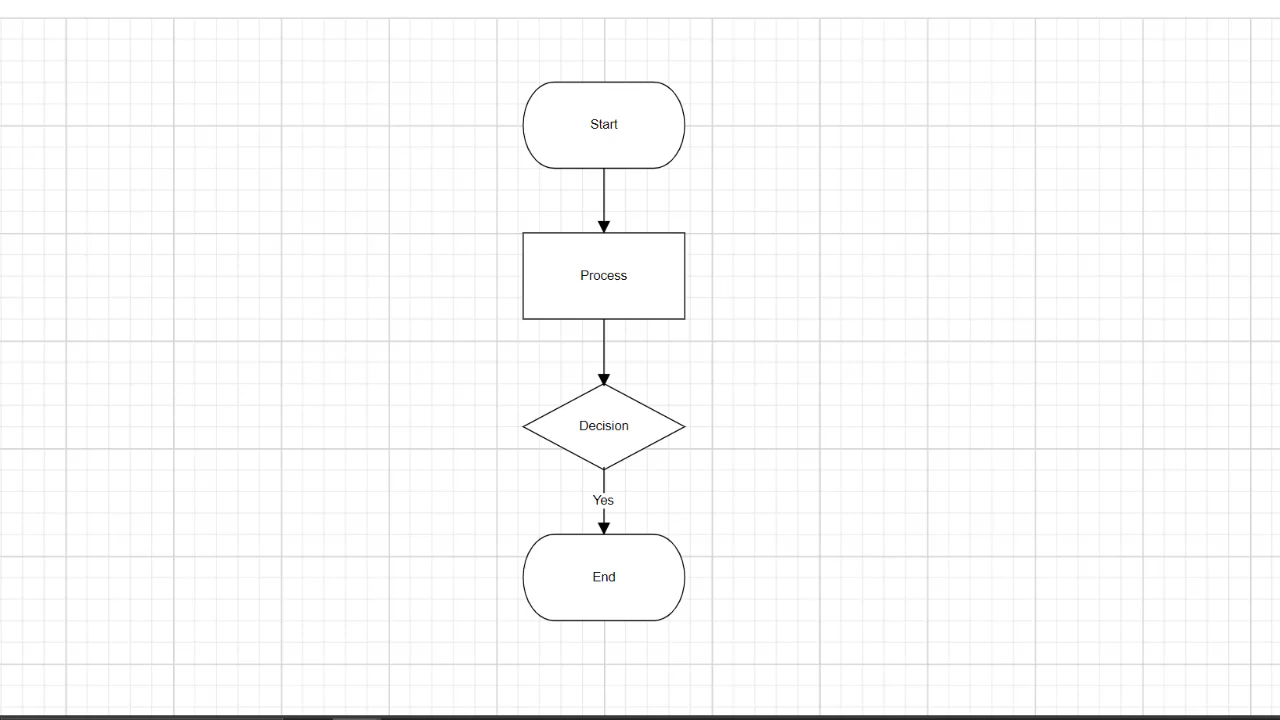 Start
Process
Decision
Yes
End